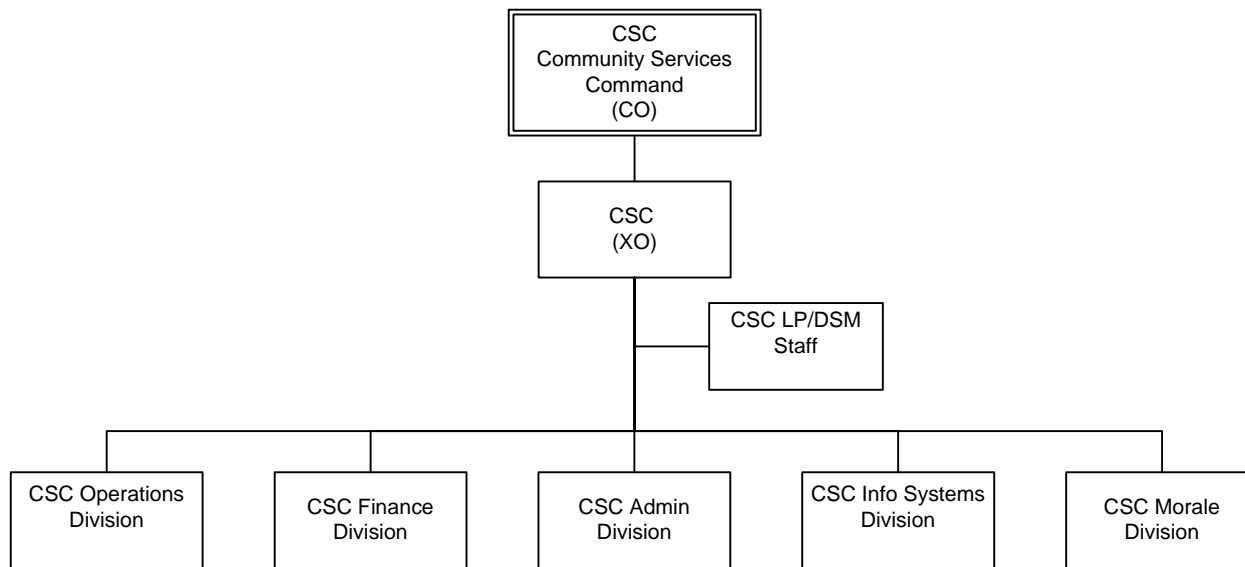 CSC
Community Services
Command
(CO)
CSC
(XO)
CSC LP/DSM
Staff
CSC Operations
Division
CSC Finance
Division
CSC Admin
Division
CSC Info Systems
Division
CSC Morale
Division